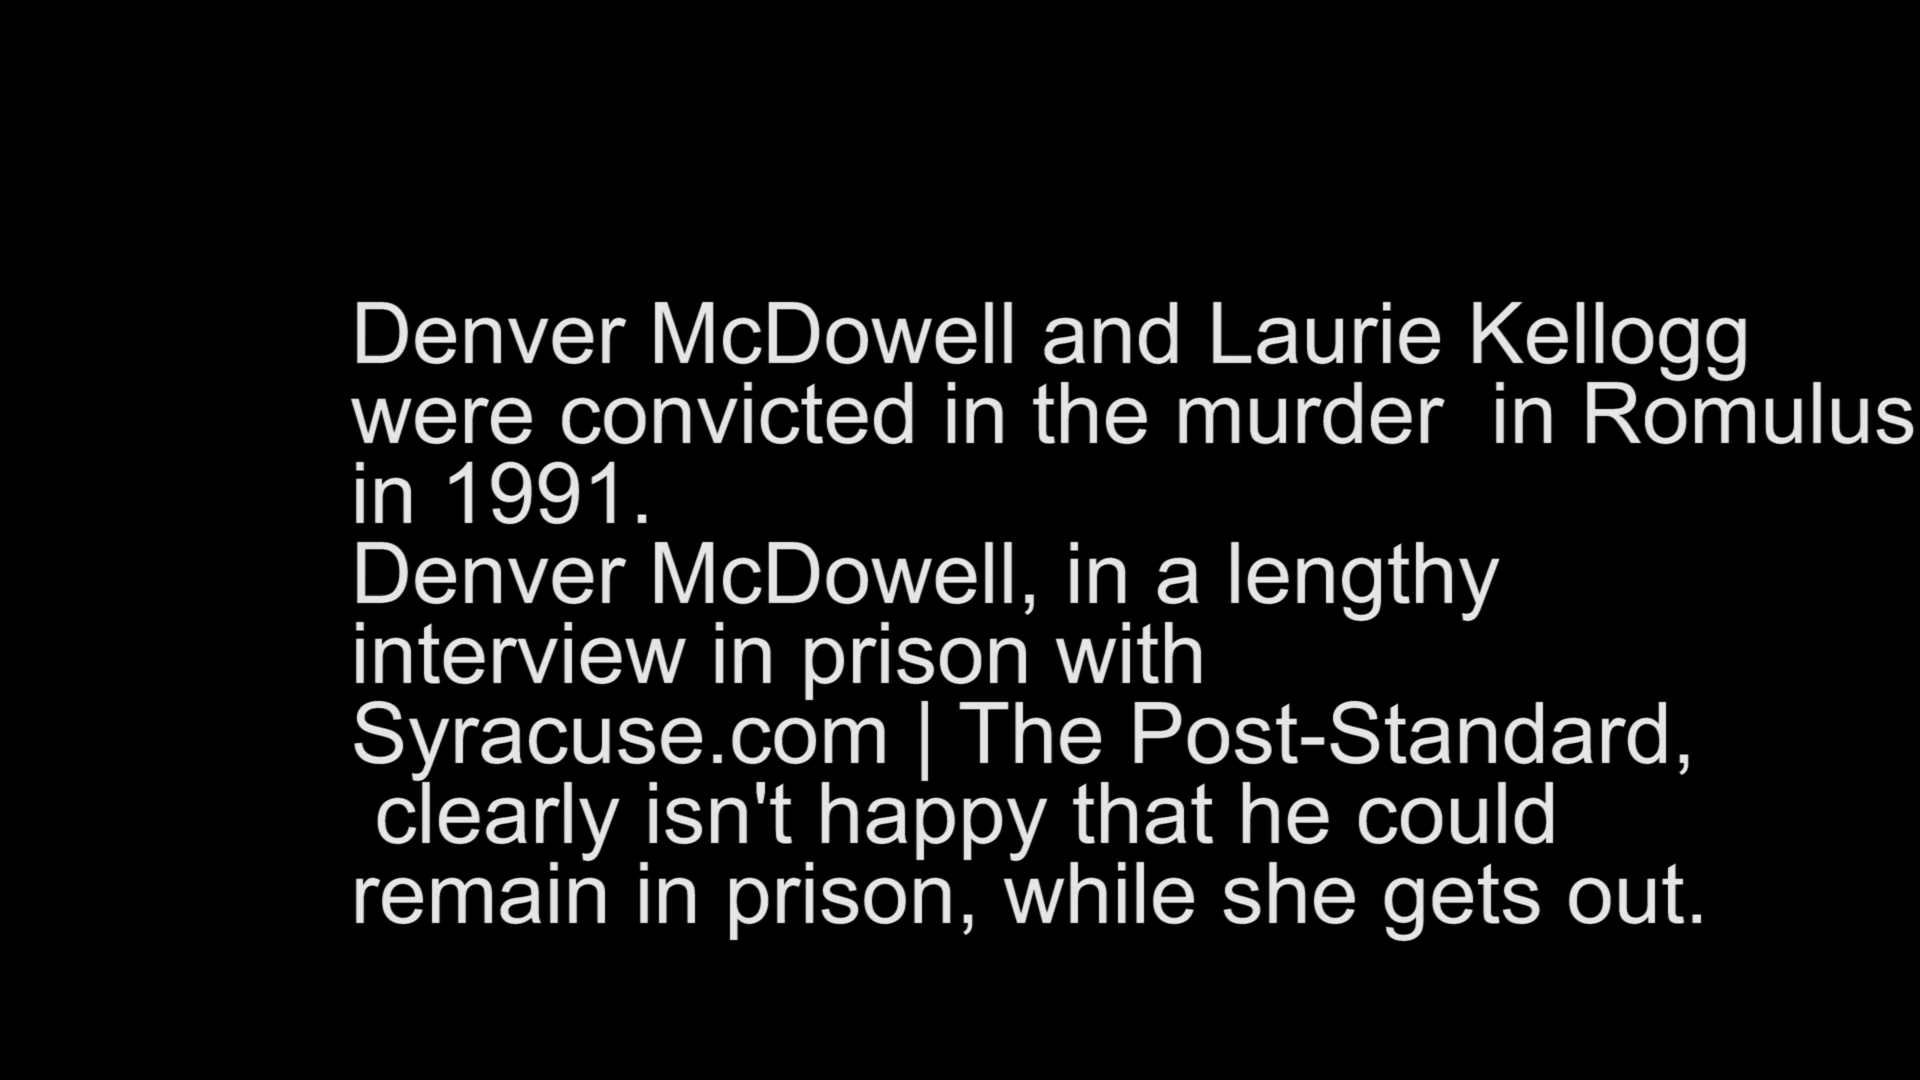 Denver McDowell and Laurie Kellogg
were convicted in the murder  in Romulus
in 1991.
Denver McDowell, in a lengthy
interview in prison with
Syracuse.com | The Post-Standard,
 clearly isn't happy that he could
remain in prison, while she gets out.